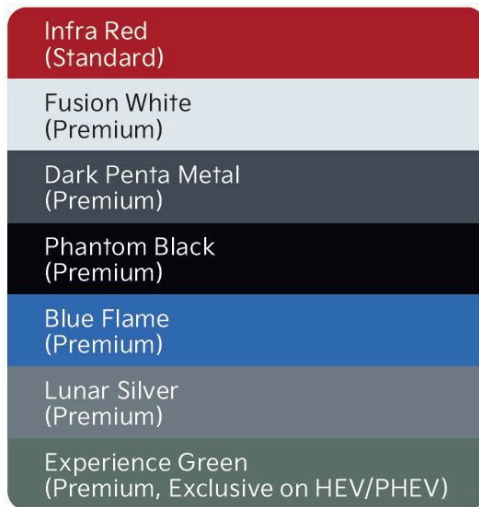 Infra Red
(Standard)
Fusion White
(Premium)
Dark Penta Metal
(Premium)
Phantom Black
(Premium)
Blue Flame
(Premium)
Lunar Silver
(Premium)
Experience Green
(Premium, Exclusive on HEV/PHEV)